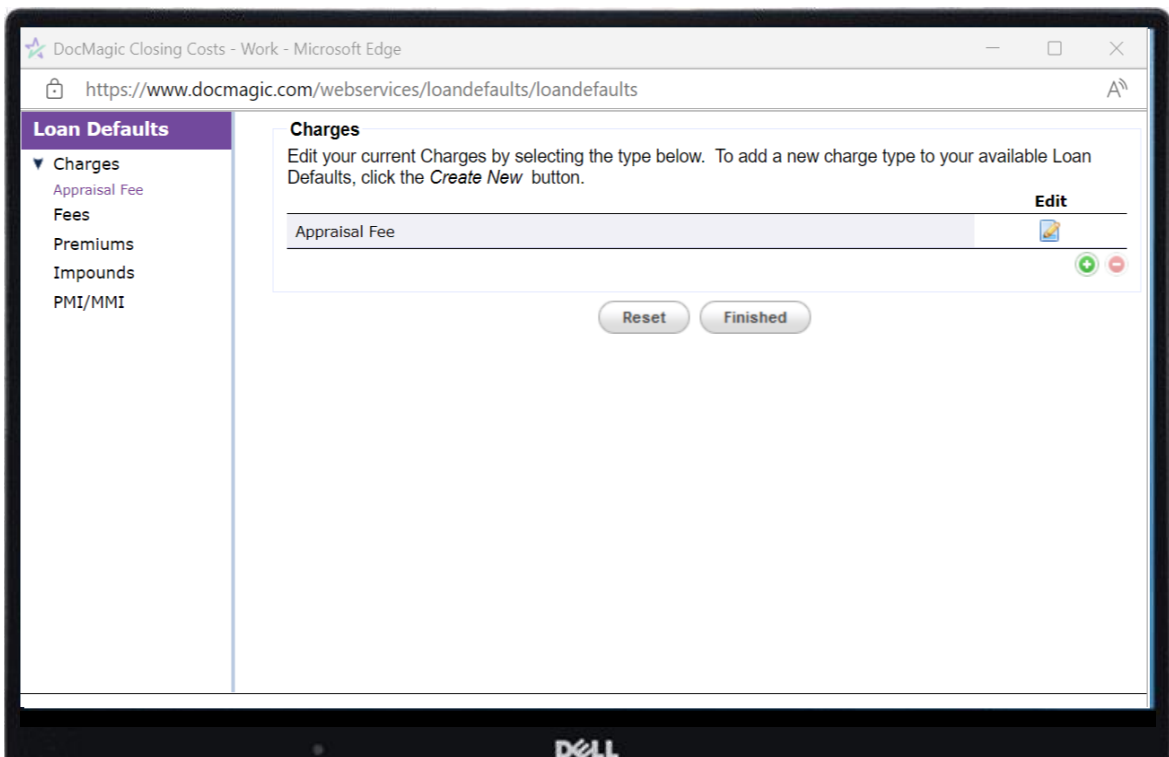 DocMagic Closing Costs - Work - Microsoft Edge
https://www.docmagic.com/webservices/loandefaults/loandefaults
A
Loan Defaults
Charges
Appraisal Fee
Fees
Premiums
Impounds
PMI/MMI
Charges
Edit your current Charges by selecting the type below. To add a new charge type to your available Loan
Defaults, click the Create New button.
Edit
Appraisal Fee
Reset Finished
DELL